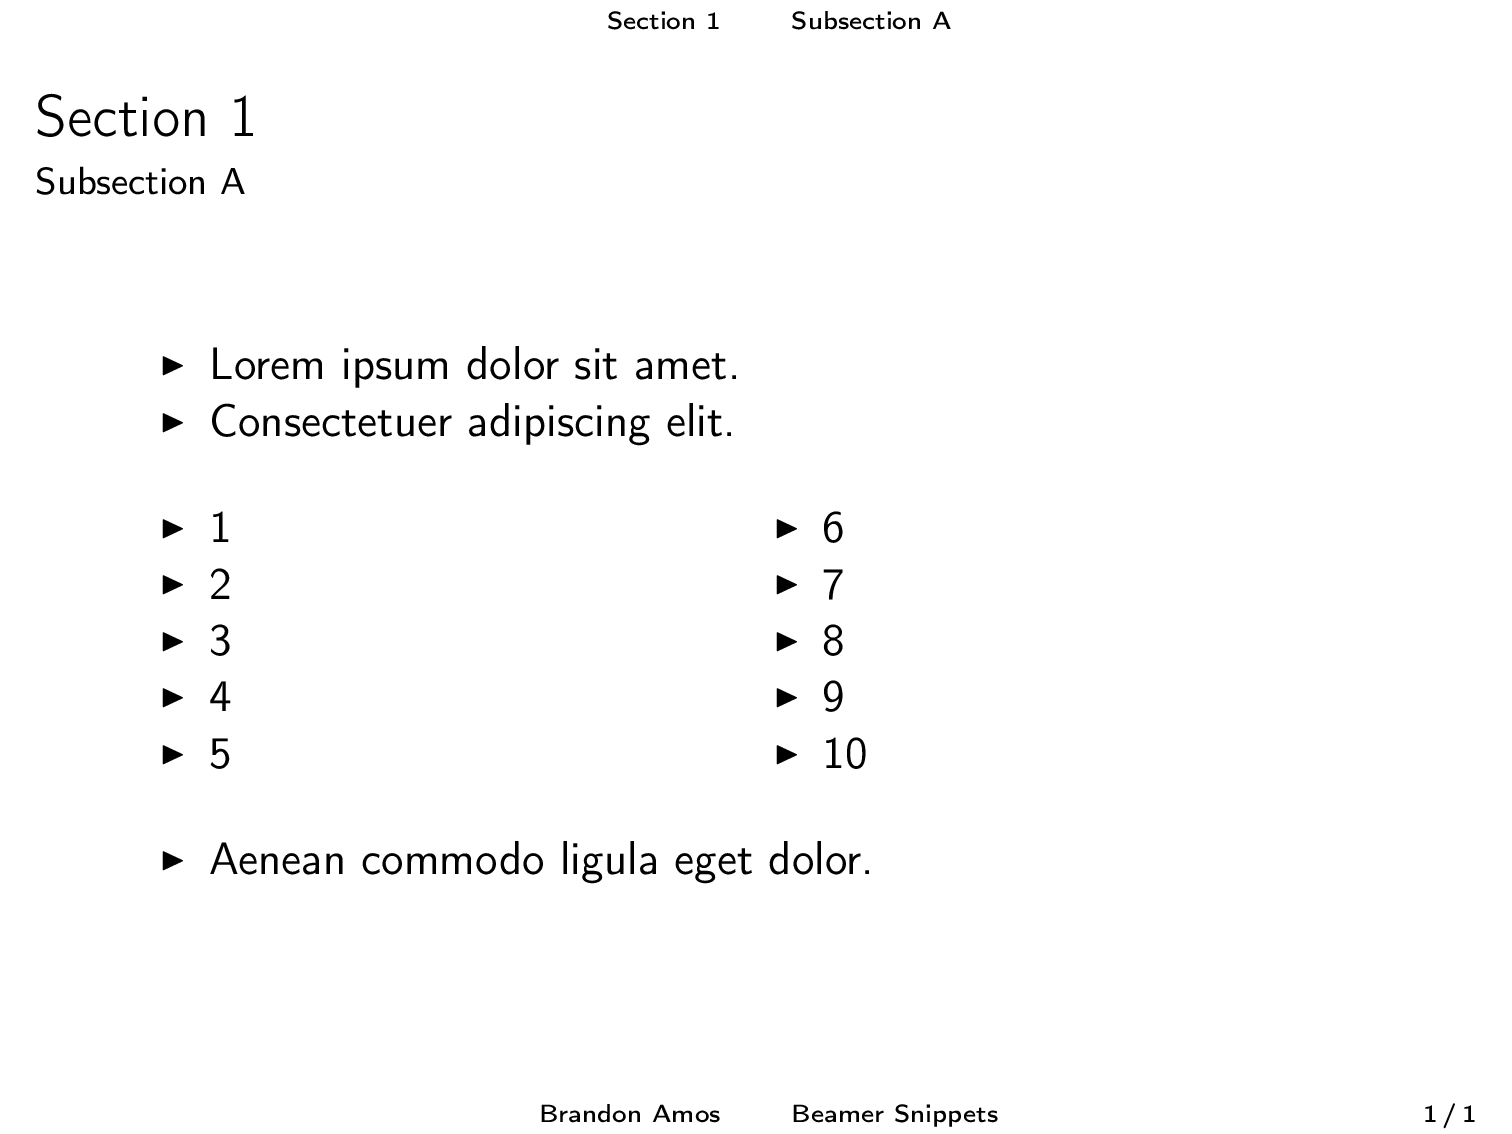 Section 1 Subsection A
Section 1
Subsection A
▶ Lorem ipsum dolor sit amet.
▶ Consectetuer adipiscing elit.
▶ 1
▶ 2
▶ 3
▶ 4
▶ 5
▶ 6
▶ 7
▶ 8
▶ 9
▶ 10
▶ Aenean commodo ligula eget dolor.
Brandon Amos Beamer Snippets 1 / 1